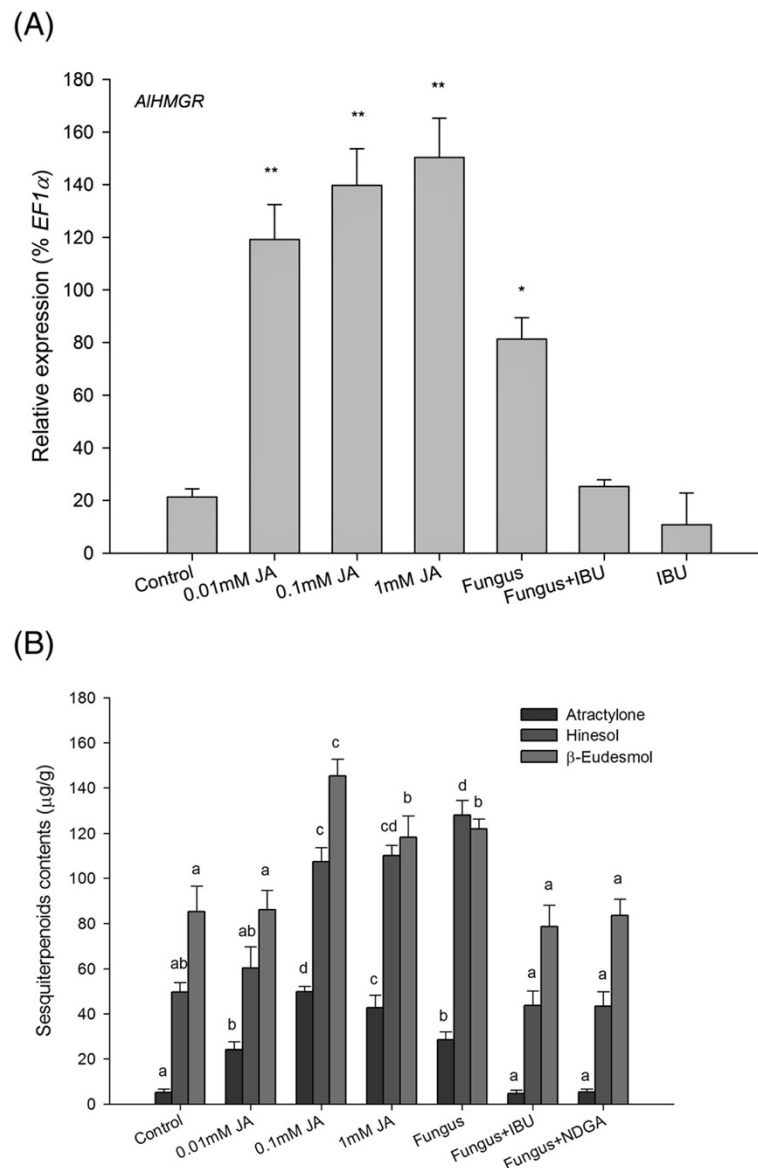 (A)
180
160
140
120
100
80
60
40
20
0
Relative expression (% EF1α)
AlHMGR
**
**
**
*
Control
0.01mM JA
0.1mM JA
1mM JA
Fungus
Fungus+IBU
IBU
(B)
180
160
140
120
100
80
60
40
20
0
Sesquiterpenoids contents (μg/g)
Atractylone
Hinesol
β-Eudesmol
a
ab
a
b
ab
a
d
c
c
c
cd
b
b
d
b
a
a
a
a
a
a
Control
0.01mM JA
0.1mM JA
1mM JA
Fungus
Fungus+IBU
Fungus+NDGA